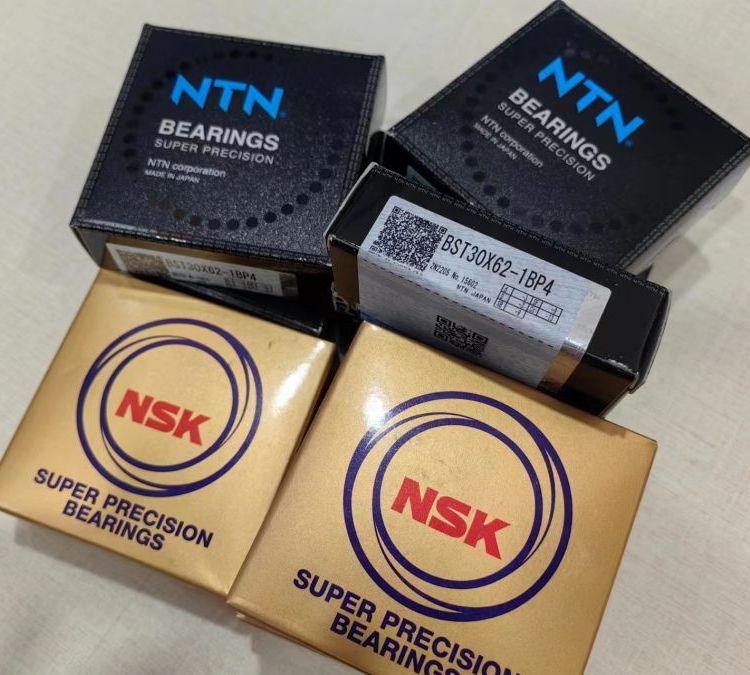 NTN
BEARINGS
SUPER PRECISION
NTN corporation
MADE IN JAPAN
BST30X62-1BP4
NTN
BEARINGS
SUPER PRECISION
NTN corporation
MADE IN JAPAN
BST30X62-1BP4
NTN JAPAN
NSK
SUPER PRECISION
BEARINGS
NSK
SUPER PRECISION
BEARINGS